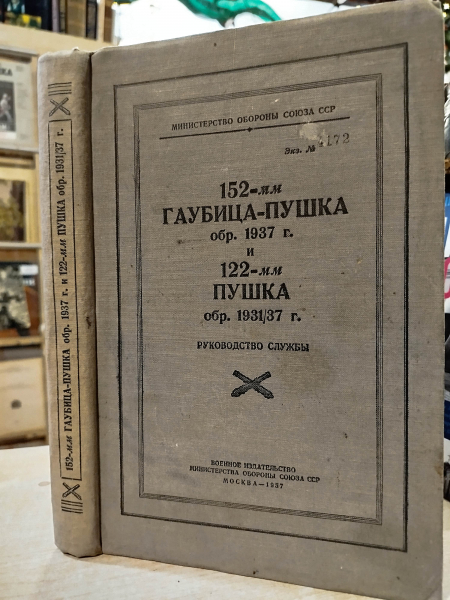 МИНИСТЕРСТВО ОБОРОНЫ СОЮЗА ССР
Экз. № 4172
152-мм
ГАУБИЦА-ПУШКА
обр. 1937 г.
и
122-мм
ПУШКА
обр. 1931/37 г.
РУКОВОДСТВО СЛУЖБЫ
ВОЕННОЕ ИЗДАТЕЛЬСТВО
МИНИСТЕРСТВА ОБОРОНЫ СОЮЗА ССР
МОСКВА — 1957
152-мм ГАУБИЦА-ПУШКА обр. 1937 г. и 122-мм ПУШКА обр. 1931/37 г.